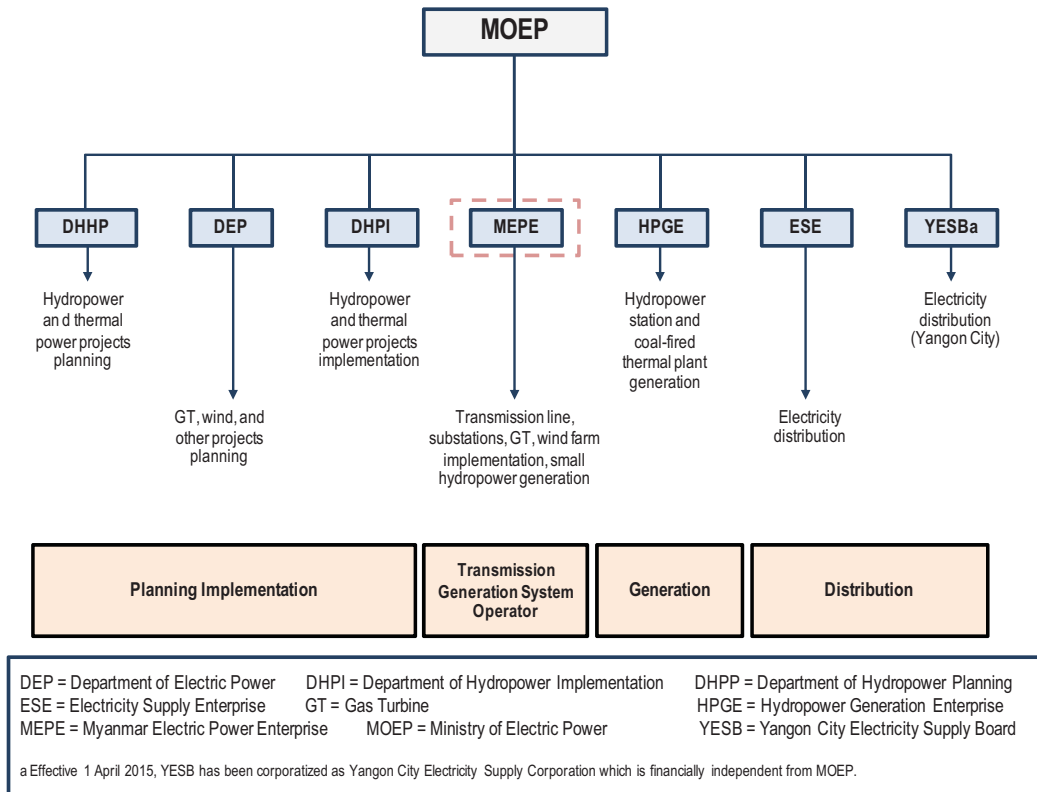 MOEP
DHHP
DEP
DHPI
MEPE
HPGE
ESE
YESBa
Hydropower
an d thermal
power projects
planning
Hydropower
and thermal
power projects
implementation
Hydropower
station and
coal-fired
thermal plant
generation
Electricity
distribution
(Yangon City)
GT, wind, and
other projects
planning
Transmission line,
substations, GT, wind farm
implementation, small
hydropower generation
Electricity
distribution
Planning Implementation
Transmission
Generation System
Operator
Generation
Distribution
DEP = Department of Electric Power DHPI = Department of Hydropower Implementation DHPP = Department of Hydropower Planning
ESE = Electricity Supply Enterprise GT = Gas Turbine HPGE = Hydropower Generation Enterprise
MEPE = Myanmar Electric Power Enterprise MOEP = Ministry of Electric Power YESB = Yangon City Electricity Supply Board
a Effective 1 April 2015, YESB has been corporatized as Yangon City Electricity Supply Corporation which is financially independent from MOEP.